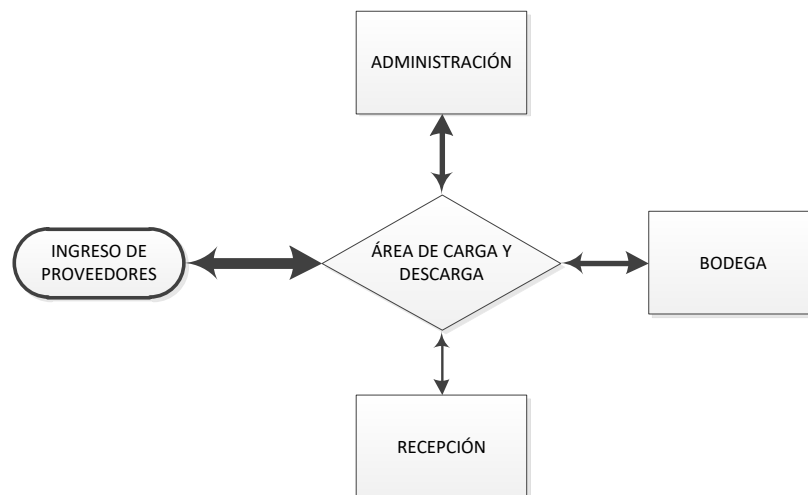 ADMINISTRACIÓN
INGRESO DE
PROVEEDORES
ÁREA DE CARGA Y
DESCARGA
BODEGA
RECEPCIÓN